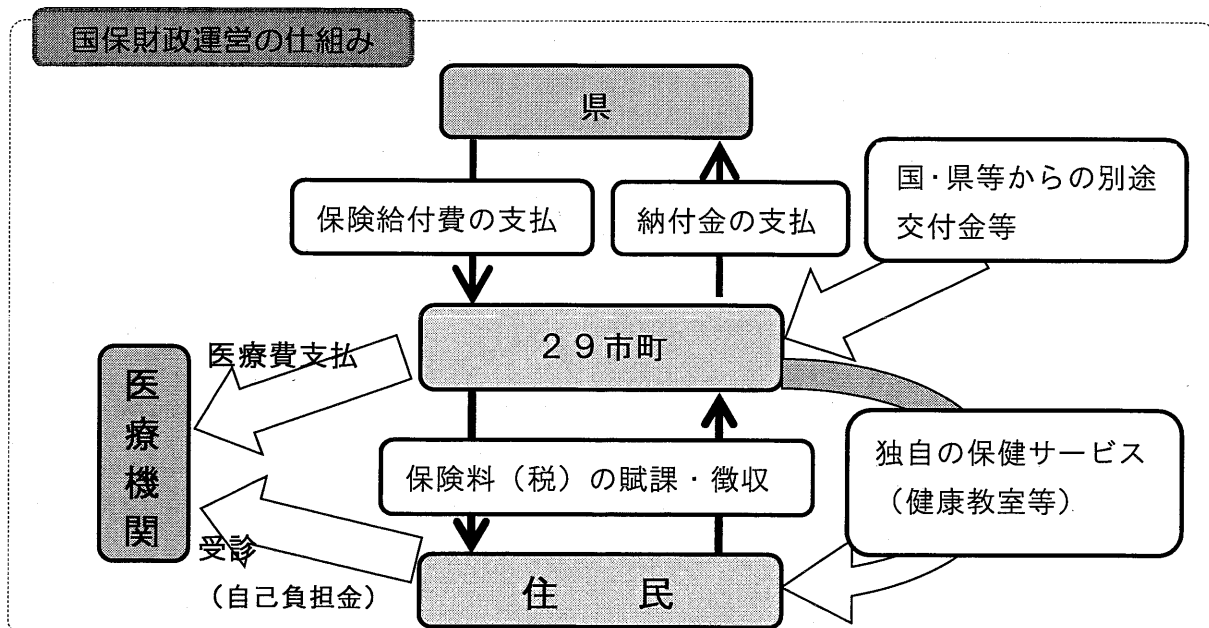 国保財政運営の仕組み
県
保険給付費の支払
納付金の支払
国・県等からの別途
交付金等
２９市町
医療費支払
医療機関
保険料（税）の賦課・徴収
独自の保健サービス
（健康教室等）
受診
（自己負担金）
住　　民